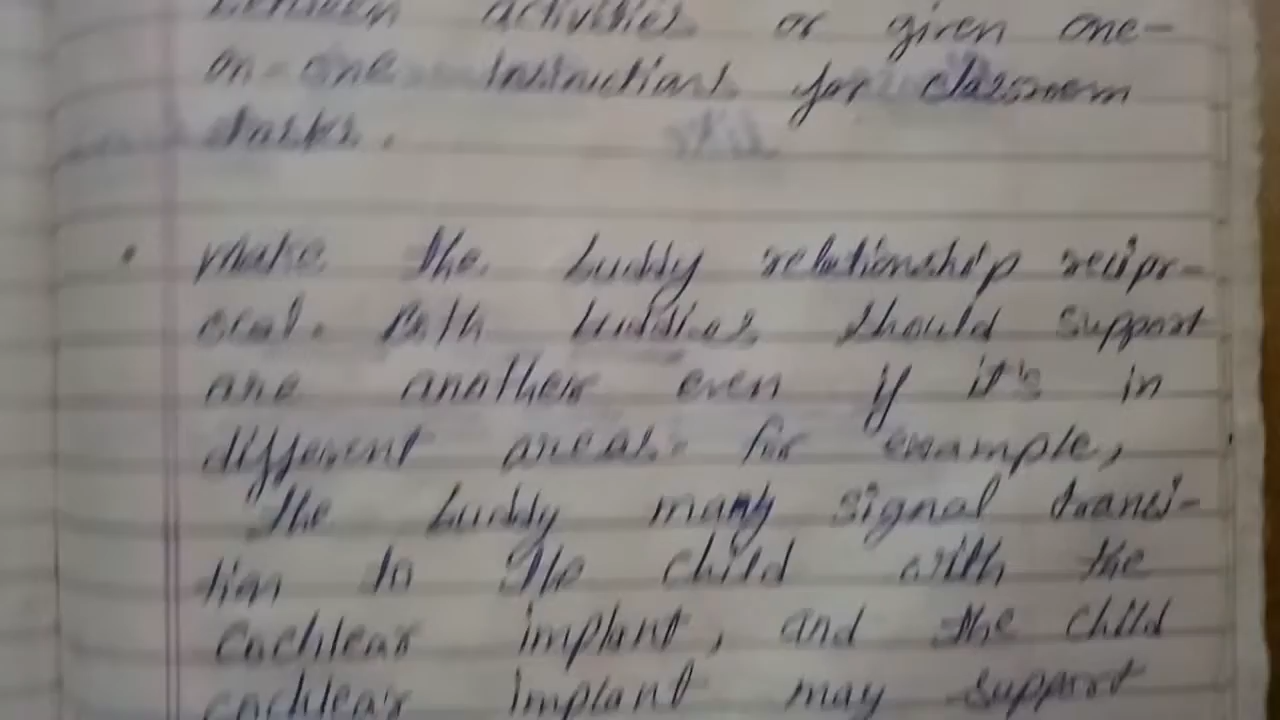 between activities or given one-
on-one instructions for classroom
tasks.
• Make the buddy relationship recipr-
ocal. Both buddies should support
one another even if it's in
different areas. for example,
the buddy many signal transi-
tion to the child with the
cochlear implant, and the child
cochlear implant may support